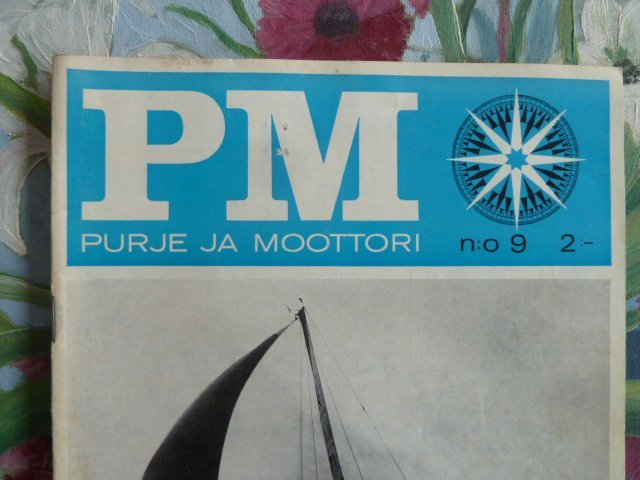 PM
PURJE JA MOOTTORI n:o 9 2:-